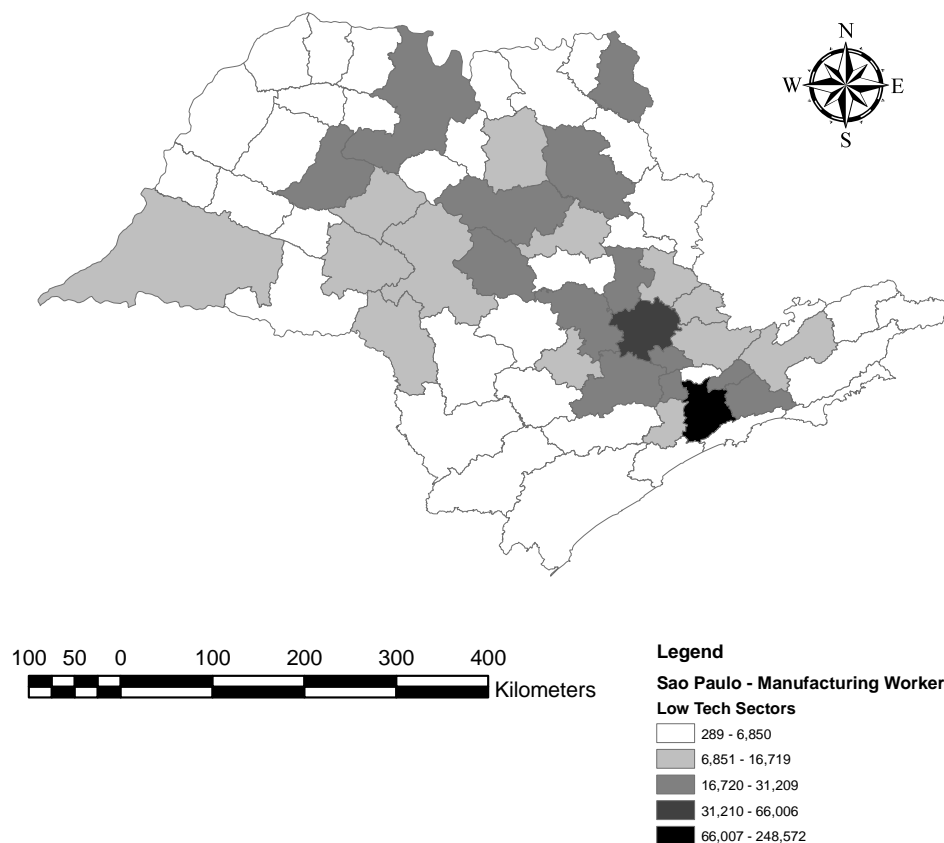 N
W E
S
100 50 0 100 200 300 400
Kilometers
Legend
Sao Paulo - Manufacturing Worker
Low Tech Sectors
289 - 6,850
6,851 - 16,719
16,720 - 31,209
31,210 - 66,006
66,007 - 248,572